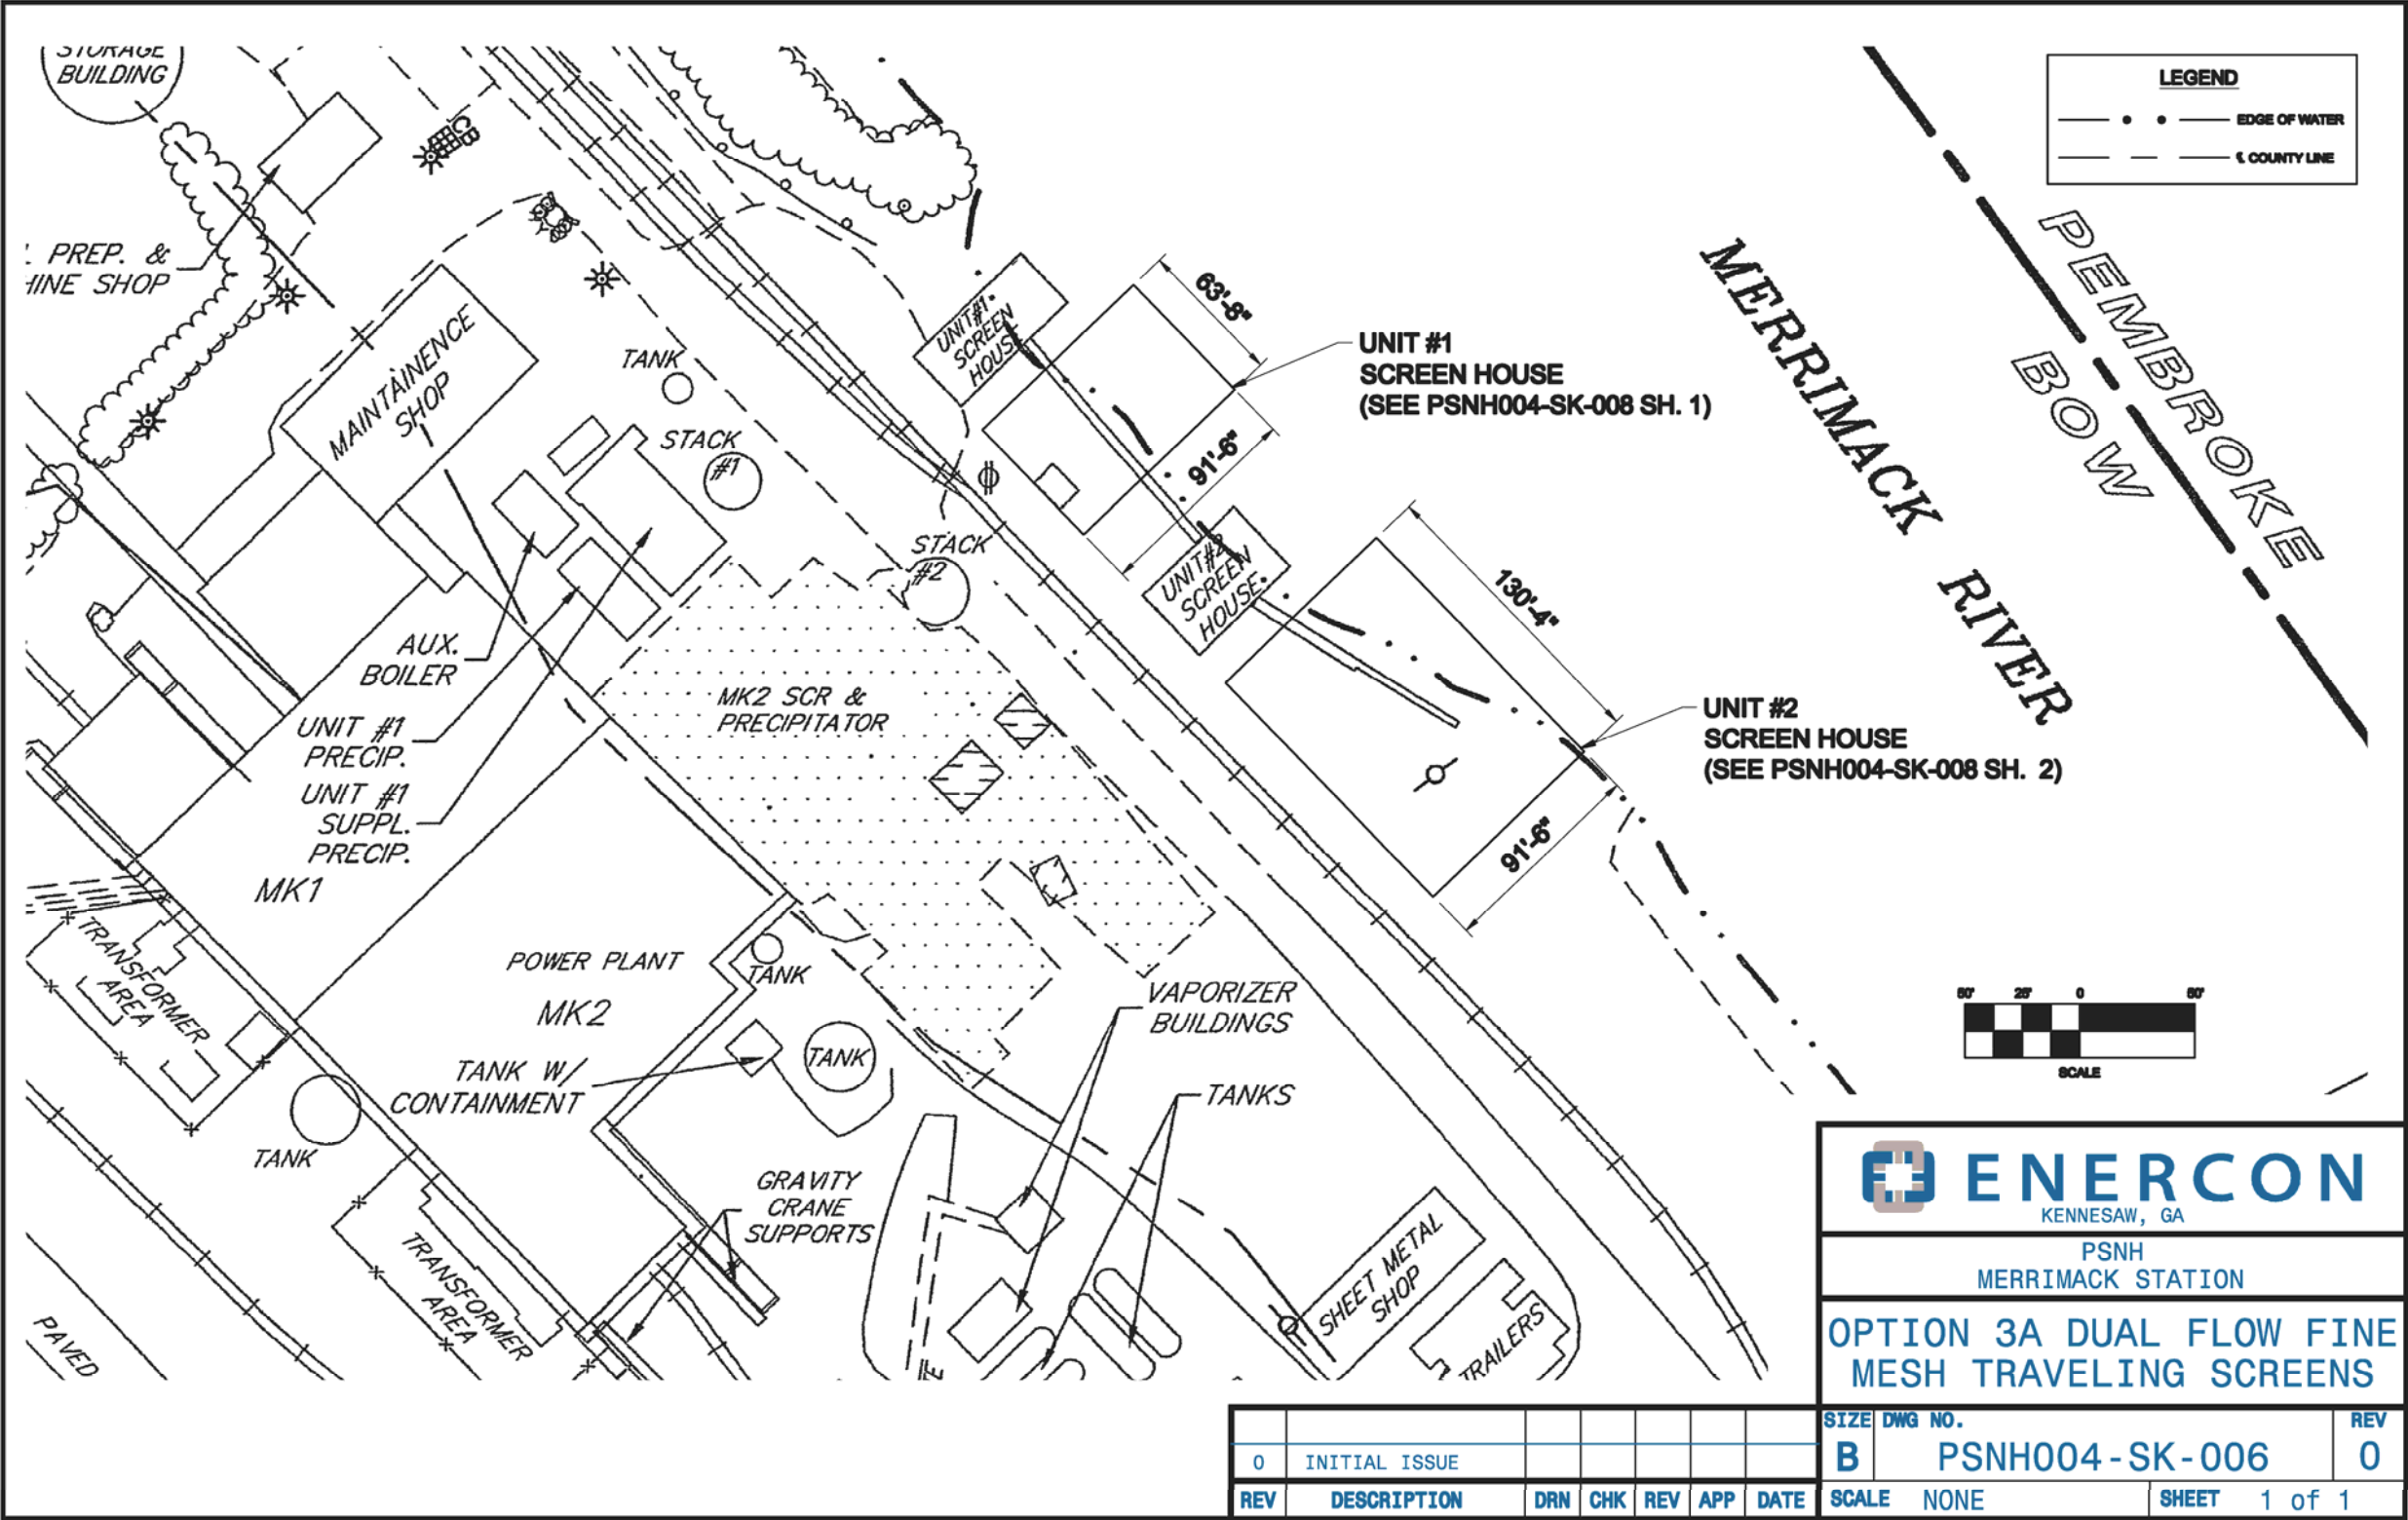 STORAGE
BUILDING
CB
PREP. &
SHOP
MAINTAINENCE
SHOP
TANK
STACK
#1
STACK
#2
UNIT#1
SCREEN
HOUSE
63'-8"
91'-6"
UNIT #1
SCREEN HOUSE
(SEE PSNH004-SK-008 SH. 1)
UNIT#2
SCREEN
HOUSE
130'-4"
91'-6"
UNIT #2
SCREEN HOUSE
(SEE PSNH004-SK-008 SH. 2)
MERRIMACK RIVER
PEMBROKE
BOW
LEGEND
EDGE OF WATER
℄ COUNTY LINE
AUX.
BOILER
UNIT #1
PRECIP.
UNIT #1
SUPPL.
PRECIP.
MK2 SCR &
PRECIPITATOR
MK1
POWER PLANT
MK2
TRANSFORMER
AREA
TANK
TANK
TANK W/
CONTAINMENT
TANK
VAPORIZER
BUILDINGS
TANKS
GRAVITY
CRANE
SUPPORTS
TRANSFORMER
AREA
PAVED
SHEET METAL
SHOP
TRAILERS
50' 25' 0 50'
SCALE
ENERCON
KENNESAW, GA
PSNH
MERRIMACK STATION
OPTION 3A DUAL FLOW FINE
MESH TRAVELING SCREENS
SIZE DWG NO. REV
B PSNH004-SK-006 0
SCALE NONE SHEET 1 of 1
0 INITIAL ISSUE
REV DESCRIPTION DRN CHK REV APP DATE